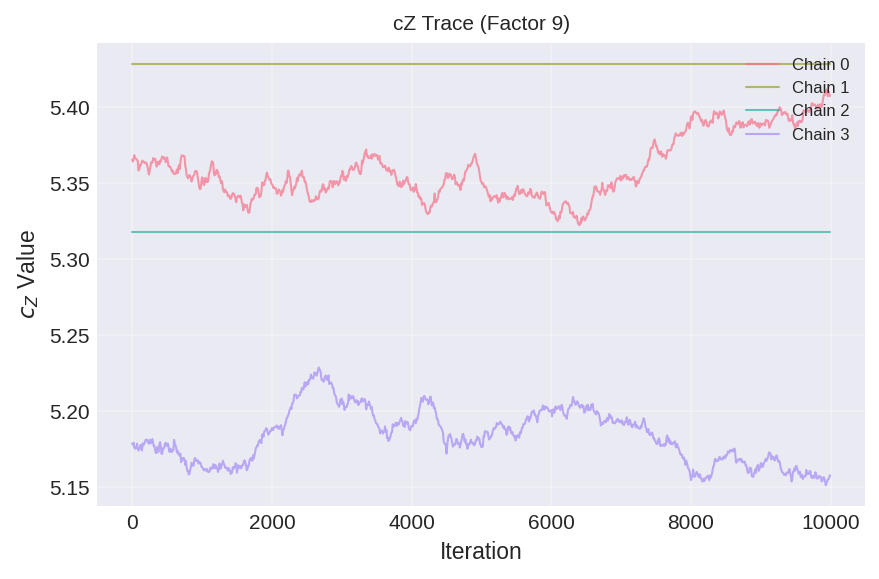 cZ Trace (Factor 9)
Chain 0
Chain 1
Chain 2
Chain 3
5.40
5.35
5.30
5.25
5.20
5.15
cZ Value
0
2000
4000
6000
8000
10000
Iteration